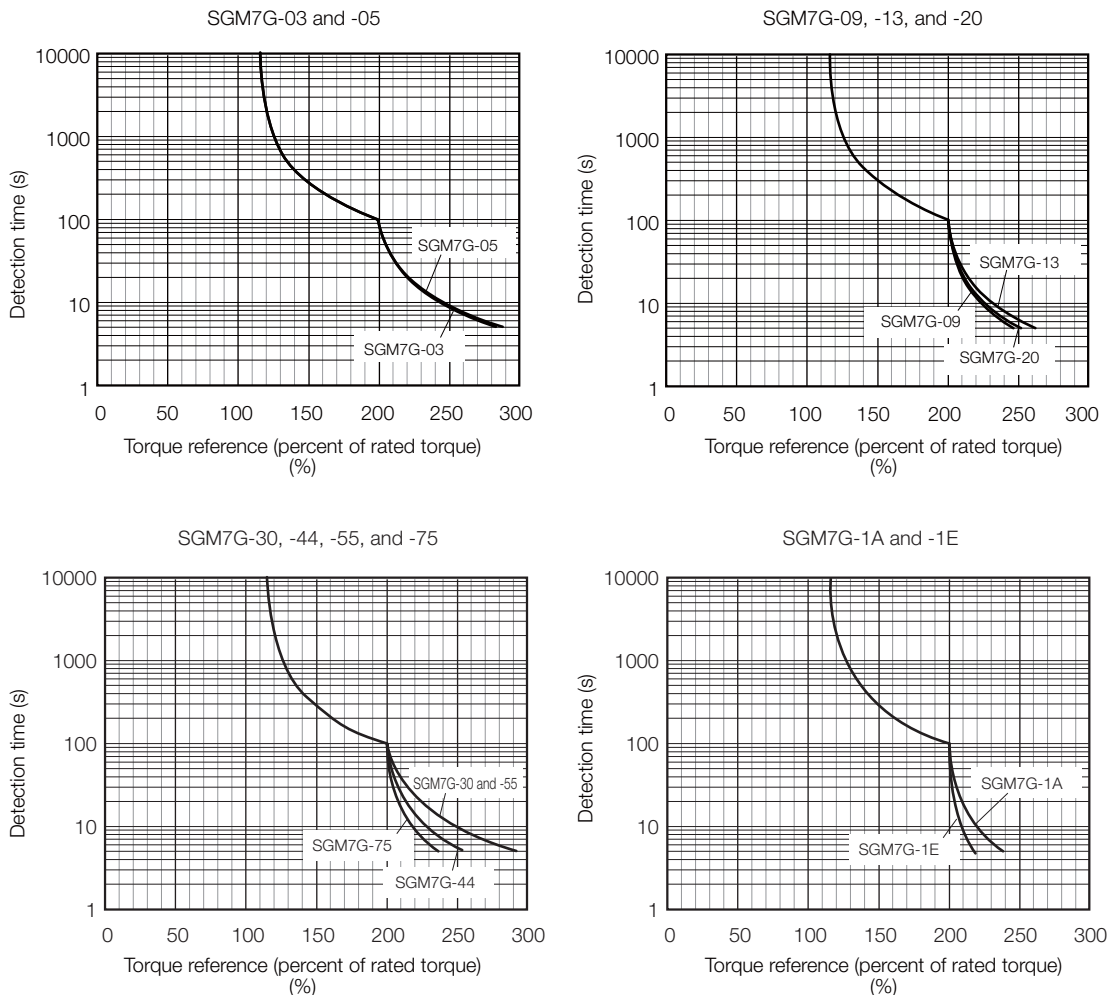 SGM7G-03 and -05
10000
1000
100
10
1
Detection time (s)
SGM7G-05
SGM7G-03
0 50 100 150 200 250 300
Torque reference (percent of rated torque)
(%)
SGM7G-09, -13, and -20
10000
1000
100
10
1
Detection time (s)
SGM7G-13
SGM7G-09
SGM7G-20
0 50 100 150 200 250 300
Torque reference (percent of rated torque)
(%)
SGM7G-30, -44, -55, and -75
10000
1000
100
10
1
Detection time (s)
SGM7G-30 and -55
SGM7G-75
SGM7G-44
0 50 100 150 200 250 300
Torque reference (percent of rated torque)
(%)
SGM7G-1A and -1E
10000
1000
100
10
1
Detection time (s)
SGM7G-1A
SGM7G-1E
0 50 100 150 200 250 300
Torque reference (percent of rated torque)
(%)